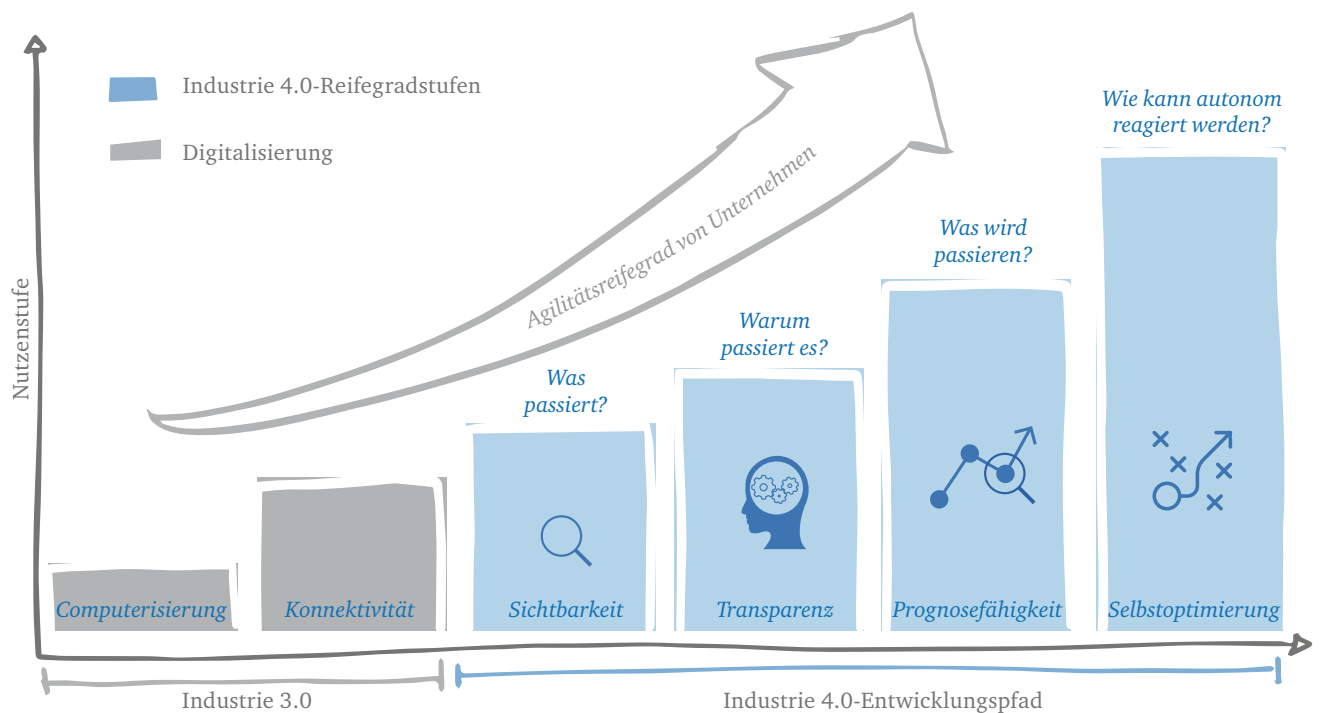 Industrie 4.0-Reifegradstufen
Digitalisierung
Nutzenstufe
Agilitätsreifegrad von Unternehmen
Was
passiert?
Warum
passiert es?
Was wird
passieren?
Wie kann autonom
reagiert werden?
Computerisierung
Konnektivität
Sichtbarkeit
Transparenz
Prognosefähigkeit
Selbstoptimierung
Industrie 3.0
Industrie 4.0-Entwicklungspfad